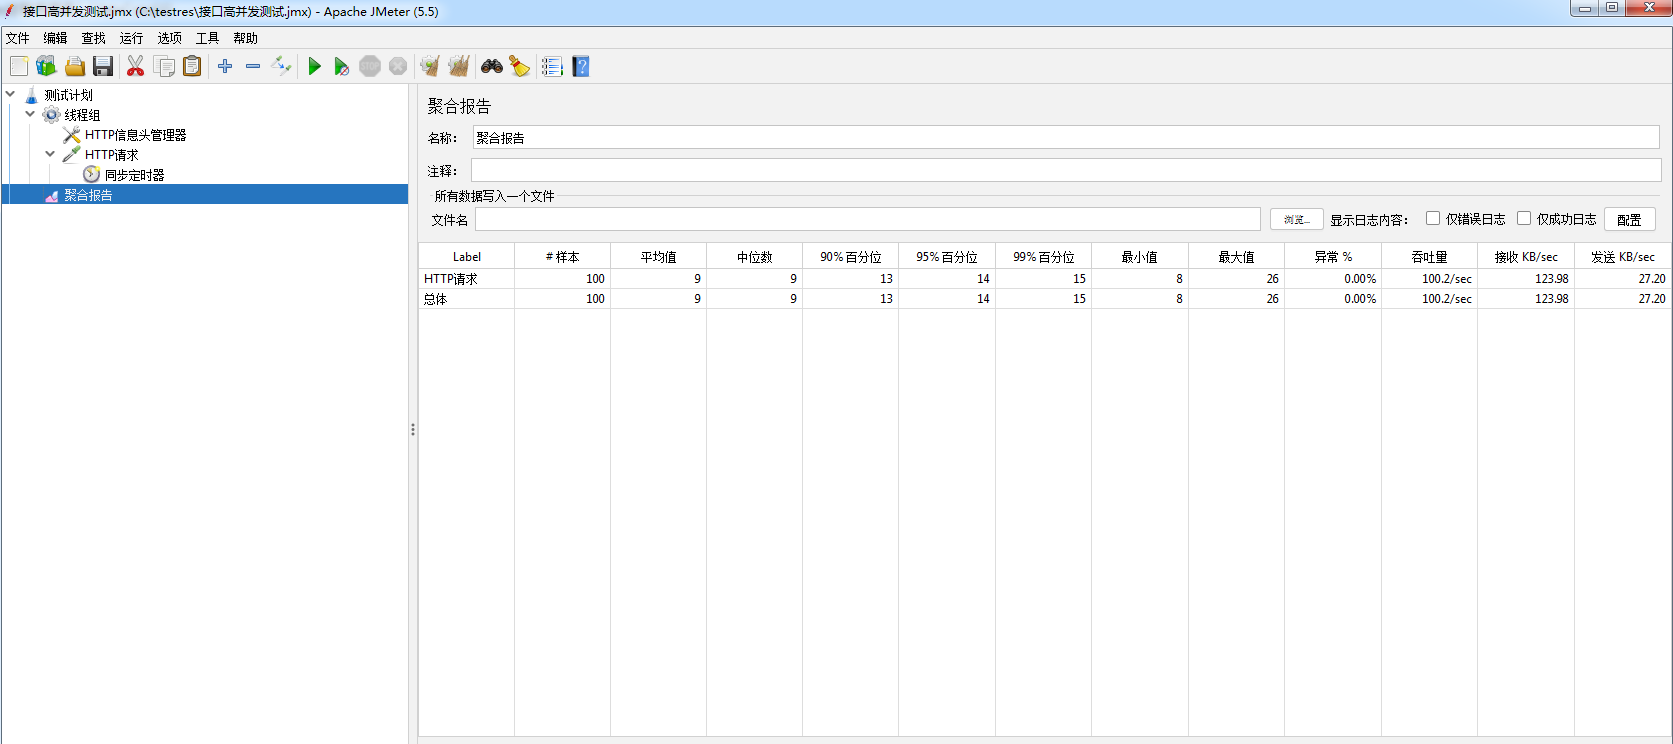 接口高并发测试.jmx (C:\testres\接口高并发测试.jmx) - Apache JMeter (5.5)
文件 编辑 查找 运行 选项 工具 帮助
STOP
测试计划
线程组
HTTP信息头管理器
HTTP请求
同步定时器
聚合报告
聚合报告
名称： 聚合报告
注释：
所有数据写入一个文件
文件名 浏览... 显示日志内容： 仅错误日志 仅成功日志 配置
Label # 样本 平均值 中位数 90% 百分位 95% 百分位 99% 百分位 最小值 最大值 异常 % 吞吐量 接收 KB/sec 发送 KB/sec
HTTP请求 100 9 9 13 14 15 8 26 0.00% 100.2/sec 123.98 27.20
总体 100 9 9 13 14 15 8 26 0.00% 100.2/sec 123.98 27.20